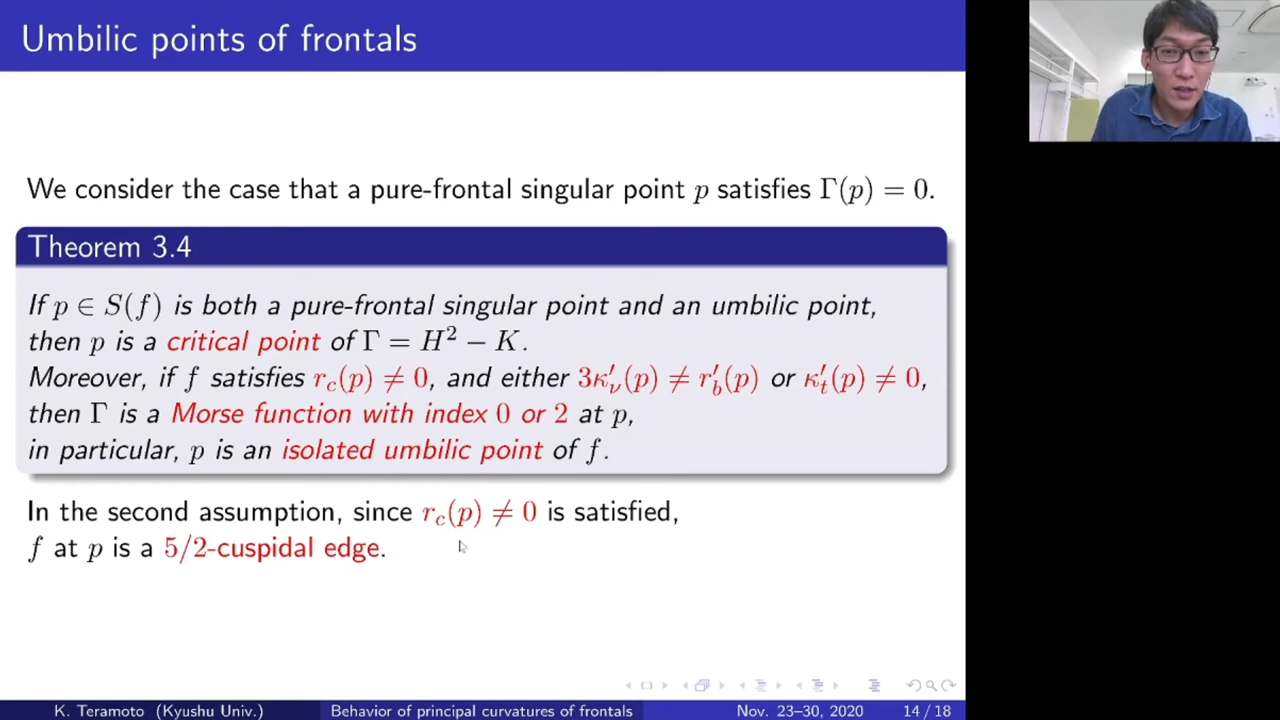 Umbilic points of frontals
We consider the case that a pure-frontal singular point p satisfies Γ(p) = 0.
Theorem 3.4
If p ∈ S(f) is both a pure-frontal singular point and an umbilic point,
then p is a critical point of Γ = H² − K.
Moreover, if f satisfies r_c(p) ≠ 0, and either 3κ′_ν(p) ≠ r′_b(p) or κ′_t(p) ≠ 0,
then Γ is a Morse function with index 0 or 2 at p,
in particular, p is an isolated umbilic point of f.
In the second assumption, since r_c(p) ≠ 0 is satisfied,
f at p is a 5/2-cuspidal edge.
K. Teramoto (Kyushu Univ.) Behavior of principal curvatures of frontals Nov. 23–30, 2020 14 / 18